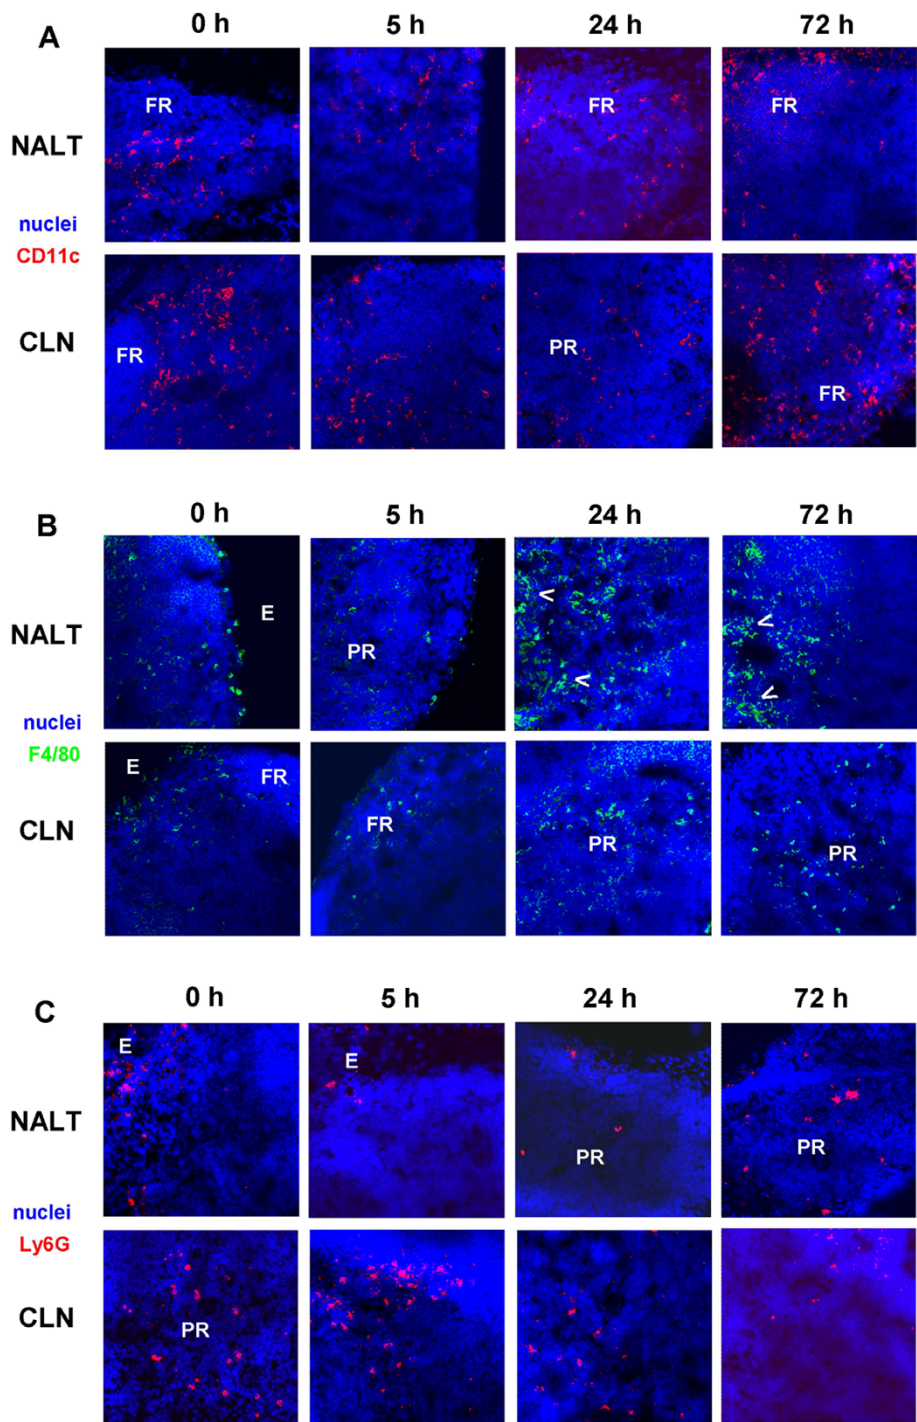 A
0 h 5 h 24 h 72 h
NALT
FR FR FR
nuclei
CD11c
CLN
FR PR FR
B
0 h 5 h 24 h 72 h
NALT
E PR < < < <
nuclei
F4/80
CLN
E FR FR PR PR
C
0 h 5 h 24 h 72 h
NALT
E E PR PR
nuclei
Ly6G
CLN
PR